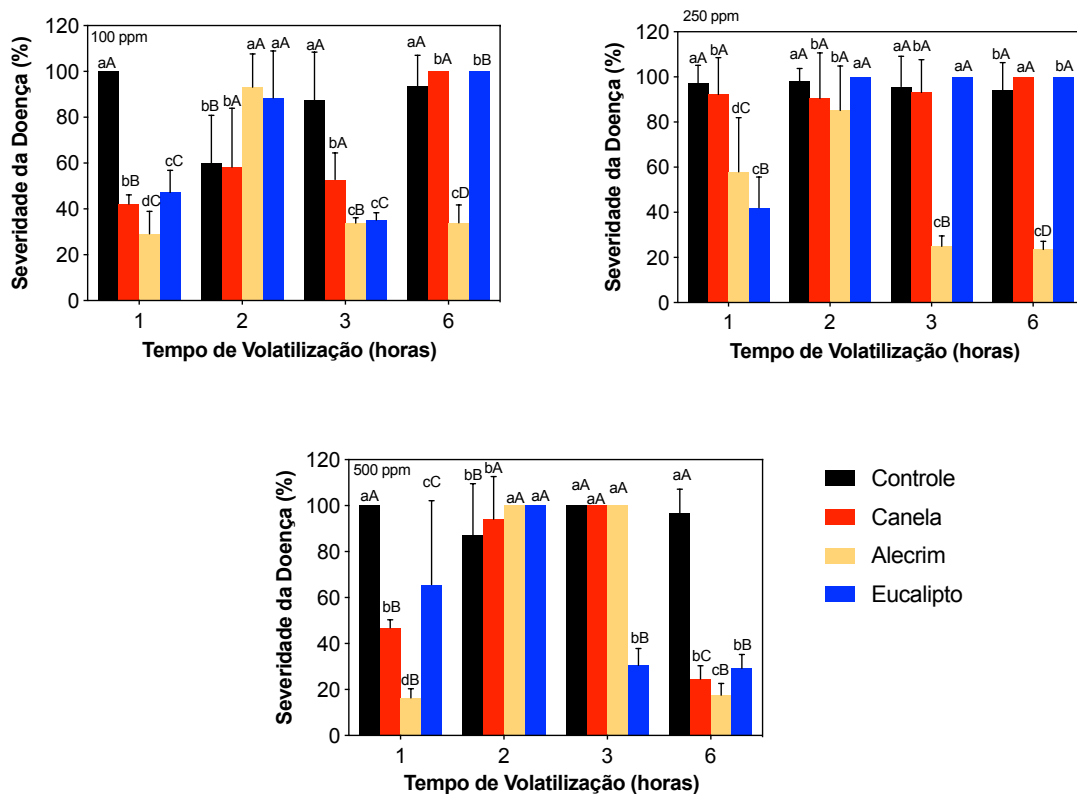 120
100 ppm
100
80
60
40
20
0
Severidade da Doença (%)
aA bB dC cC
bB bA aA aA
aA bA cB cC
aA bA cD bB
1 2 3 6
Tempo de Volatilização (horas)
120
250 ppm
100
80
60
40
20
0
Severidade da Doença (%)
aA bA dC cB
aA bA bA aA
aA bA cB aA
bA aA cD bA
1 2 3 6
Tempo de Volatilização (horas)
120
500 ppm
100
80
60
40
20
0
Severidade da Doença (%)
aA bB dB cC
bB bA aA aA
aA aA aA bB
aA bC cB bB
1 2 3 6
Tempo de Volatilização (horas)
Controle
Canela
Alecrim
Eucalipto